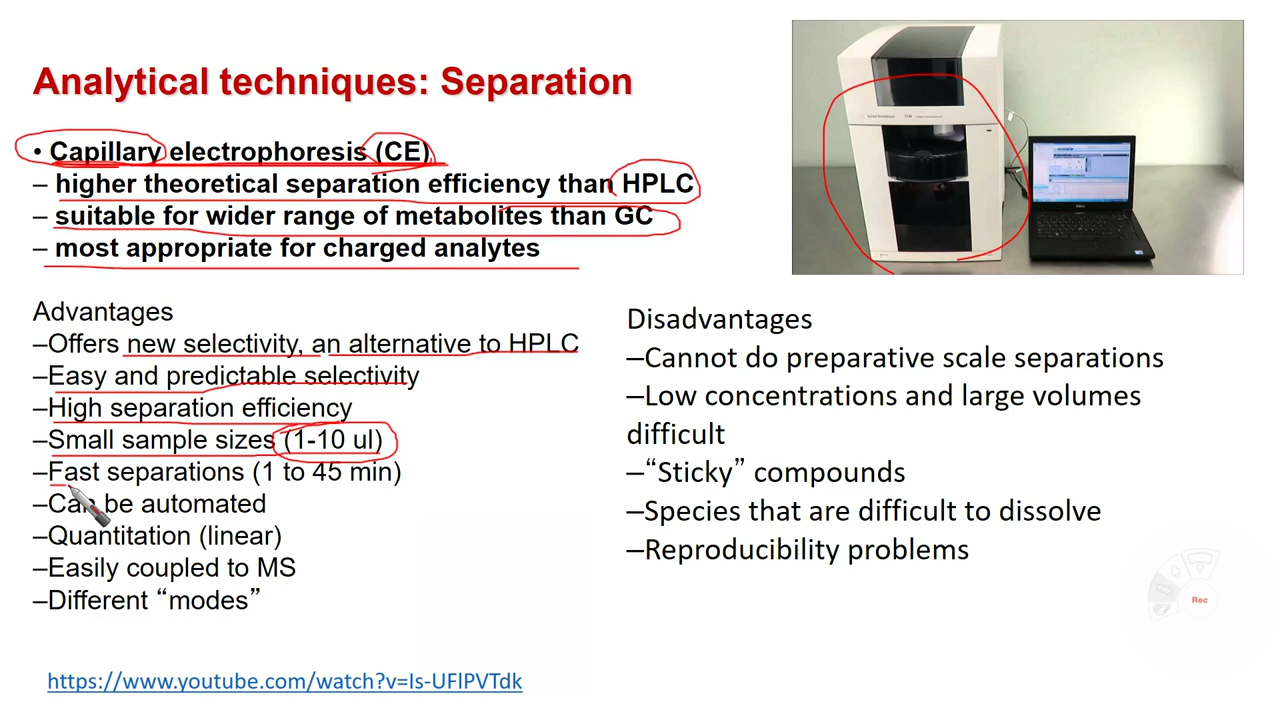 Analytical techniques: Separation
• Capillary electrophoresis (CE)
– higher theoretical separation efficiency than HPLC
– suitable for wider range of metabolites than GC
– most appropriate for charged analytes
Advantages
–Offers new selectivity, an alternative to HPLC
–Easy and predictable selectivity
–High separation efficiency
–Small sample sizes (1-10 ul)
–Fast separations (1 to 45 min)
–Can be automated
–Quantitation (linear)
–Easily coupled to MS
–Different “modes”
Disadvantages
–Cannot do preparative scale separations
–Low concentrations and large volumes
difficult
–“Sticky” compounds
–Species that are difficult to dissolve
–Reproducibility problems
Rec
https://www.youtube.com/watch?v=Is-UFlPVTdk